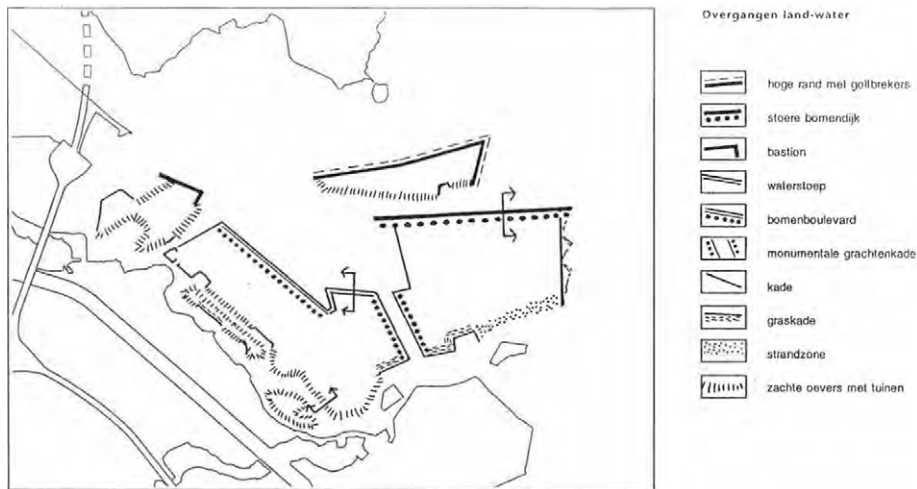 Overgangen land-water
hoge rand met golfbrekers
stoere bomendijk
bastion
waterstoep
bomenboulevard
monumentale grachtenkade
kade
graskade
strandzone
zachte oevers met tuinen